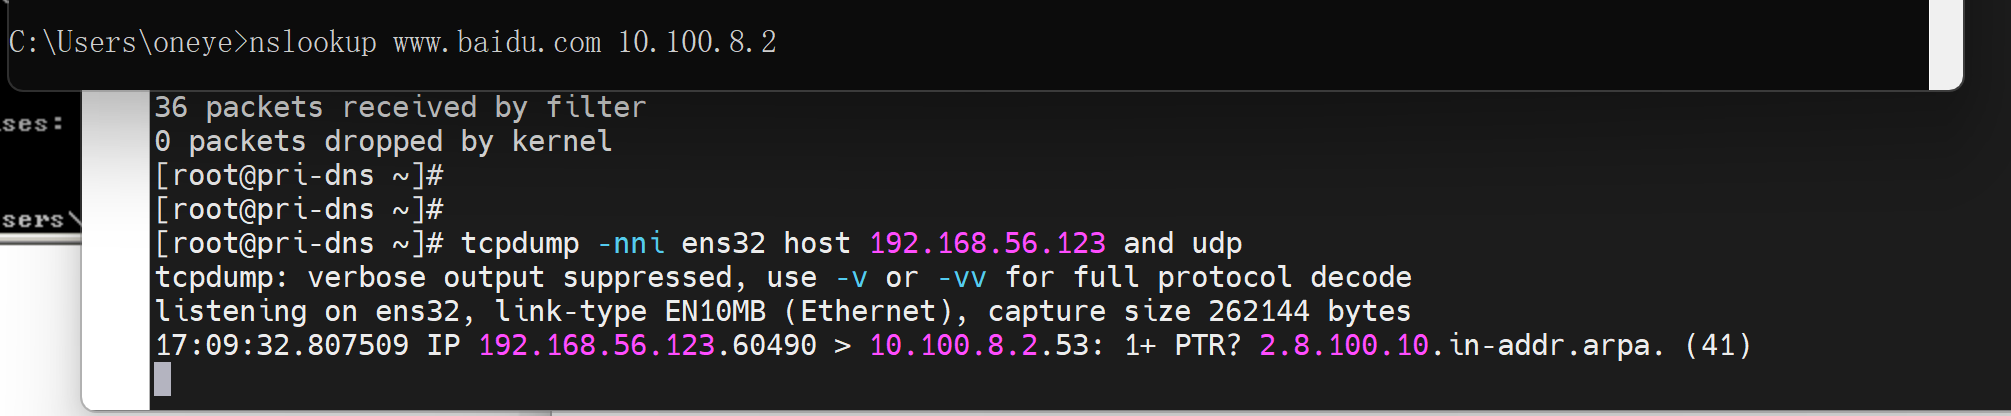 C:\Users\oneye>nslookup www.baidu.com 10.100.8.2
36 packets received by filter
ses:
0 packets dropped by kernel
[root@pri-dns ~]#
[root@pri-dns ~]#
sers\
[root@pri-dns ~]# tcpdump -nni ens32 host 192.168.56.123 and udp
tcpdump: verbose output suppressed, use -v or -vv for full protocol decode
listening on ens32, link-type EN10MB (Ethernet), capture size 262144 bytes
17:09:32.807509 IP 192.168.56.123.60490 > 10.100.8.2.53: 1+ PTR? 2.8.100.10.in-addr.arpa. (41)